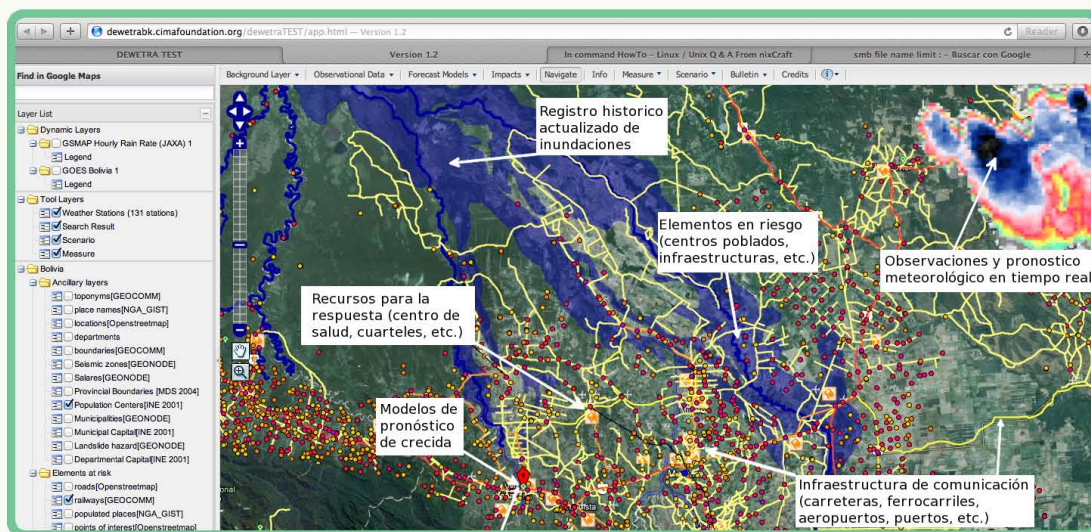 dewetrabk.cimafoundation.org/dewetraTEST/app.html — Version 1.2
Reader
DEWETRA TEST
Version 1.2
In command HowTo – Linux / Unix Q & A From nixCraft
smb file name limit : – Buscar con Google
Find in Google Maps
Background Layer
Observational Data
Forecast Models
Impacts
Navigate
Info
Measure
Scenario
Bulletin
Credits
Layer List
Dynamic Layers
GSMAP Hourly Rain Rate (JAXA) 1
Legend
GOES Bolivia 1
Legend
Tool Layers
Weather Stations (131 stations)
Search Result
Scenario
Measure
Bolivia
Ancillary layers
toponyms[GEOCOMM]
place names[NGA_GIST]
locations[Openstreetmap]
departments
boundaries[GEOCOMM]
Seismic zones[GEONODE]
Salares[GEONODE]
Provincial Boundaries [MDS 2004]
Population Centers[INE 2001]
Municipalities[GEONODE]
Municipal Capital[INE 2001]
Landslide hazard[GEONODE]
Departmental Capital[INE 2001]
Elements at risk
roads[Openstreetmap]
railways[GEOCOMM]
populated places[NGA_GIST]
points of interest[Openstreetmap]
Registro historico
actualizado de
inundaciones
Elementos en riesgo
(centros poblados,
infraestructuras, etc.)
Observaciones y pronostico
meteorológico en tiempo real
Recursos para la
respuesta (centro de
salud, cuarteles, etc.)
Modelos de
pronóstico
de crecida
Infraestructura de comunicación
(carreteras, ferrocarriles,
aeropuertos, puertos, etc.)